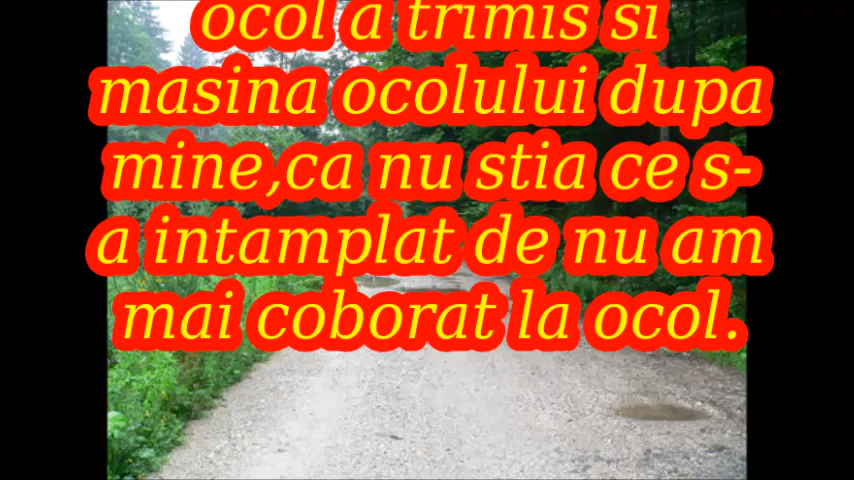 ocol a trimis si
masina ocolului dupa
mine,ca nu stia ce s-
a intamplat de nu am
mai coborat la ocol.